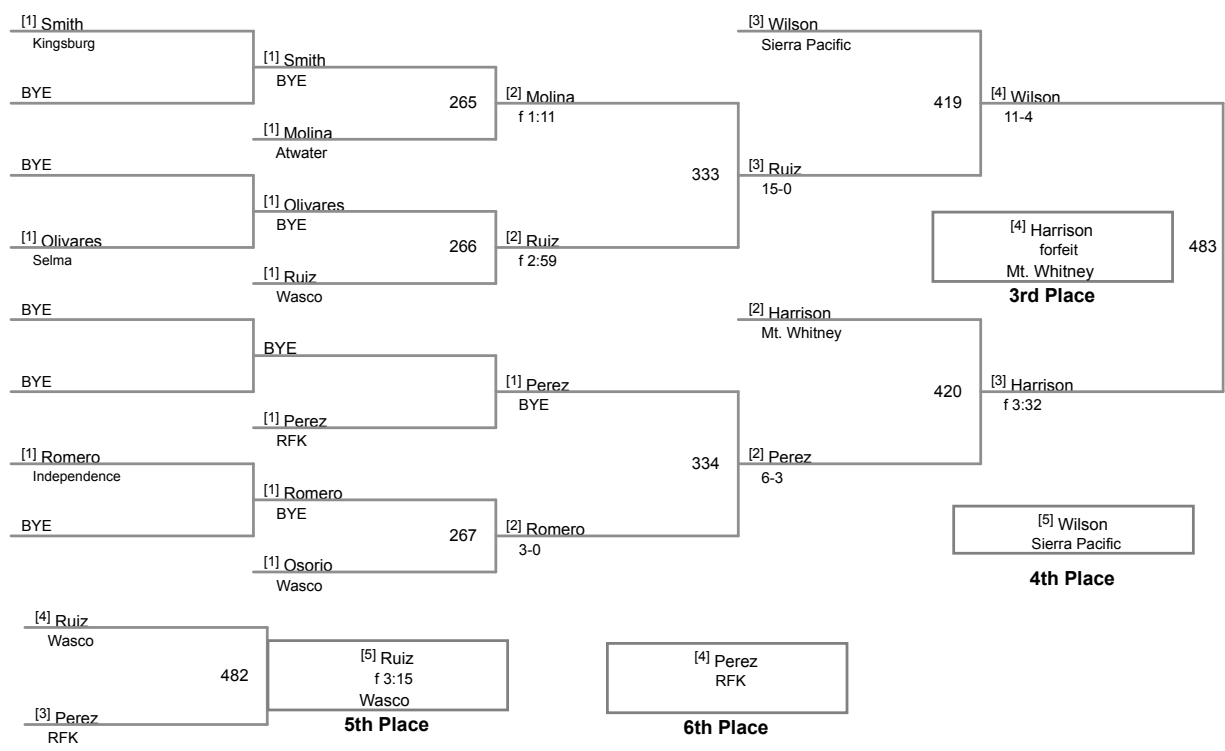 [1] Smith
Kingsburg
BYE
BYE
[1] Olivares
Selma
BYE
BYE
[1] Romero
Independence
BYE
[1] Smith
BYE
265
[1] Molina
Atwater
[1] Olivares
BYE
266
[1] Ruiz
Wasco
BYE
[1] Perez
RFK
[1] Romero
BYE
267
[1] Osorio
Wasco
[2] Molina
f 1:11
333
[2] Ruiz
f 2:59
[1] Perez
BYE
334
[2] Romero
3-0
[3] Wilson
Sierra Pacific
419
[3] Ruiz
15-0
[2] Harrison
Mt. Whitney
420
[2] Perez
6-3
[4] Wilson
11-4
483
[3] Harrison
f 3:32
[4] Harrison
forfeit
Mt. Whitney
3rd Place
[5] Wilson
Sierra Pacific
4th Place
[4] Ruiz
Wasco
482
[3] Perez
RFK
[5] Ruiz
f 3:15
Wasco
5th Place
[4] Perez
RFK
6th Place